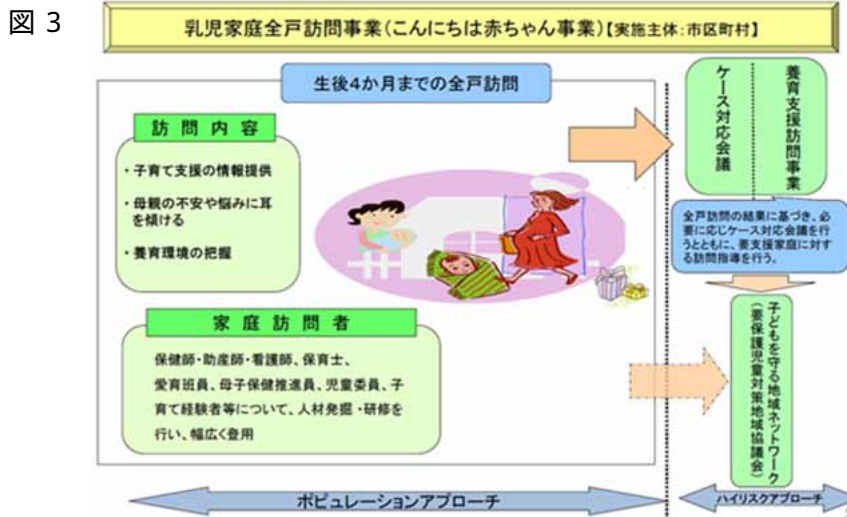 図 3
乳児家庭全戸訪問事業(こんにちは赤ちゃん事業)【実施主体:市区町村】
生後4か月までの全戸訪問
訪 問 内 容
・子育て支援の情報提供
・母親の不安や悩みに耳
を傾ける
・養育環境の把握
家 庭 訪 問 者
保健師・助産師・看護師、保育士、
愛育班員、母子保健推進員、児童委員、子
育て経験者等について、人材発掘・研修を
行い、幅広く登用
養育支援訪問事業
ケース対応会議
全戸訪問の結果に基づき、必
要に応じケース対応会議を行
うとともに、要支援家庭に対す
る訪問指導を行う。
子どもを守る地域ネットワーク
(要保護児童対策地域協議会)
ポピュレーションアプローチ
ハイリスクアプローチ